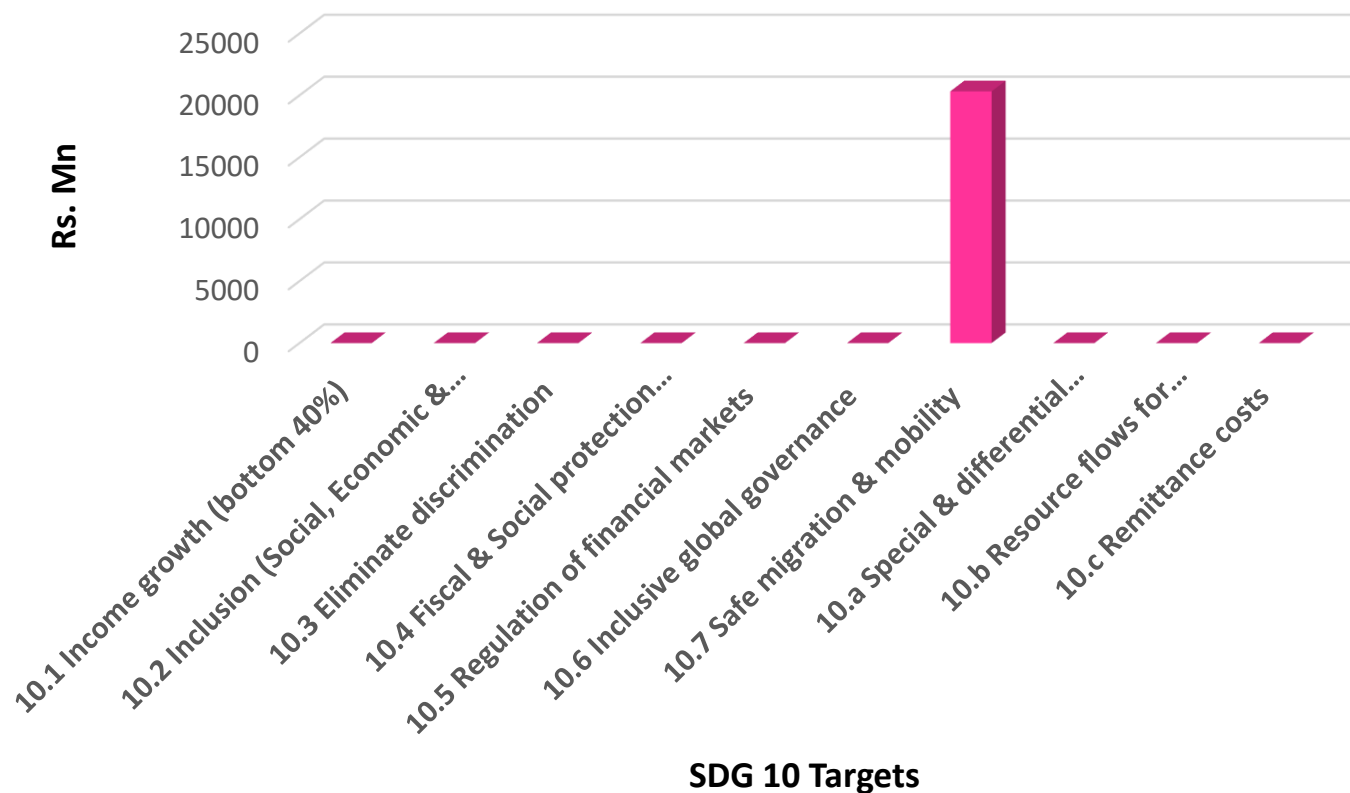 25000
20000
15000
10000
5000
0
Rs. Mn
10.1 Income growth (bottom 40%)
10.2 Inclusion (Social, Economic &...
10.3 Eliminate discrimination
10.4 Fiscal & Social protection...
10.5 Regulation of financial markets
10.6 Inclusive global governance
10.7 Safe migration & mobility
10.a Special & differential...
10.b Resource flows for...
10.c Remittance costs
SDG 10 Targets